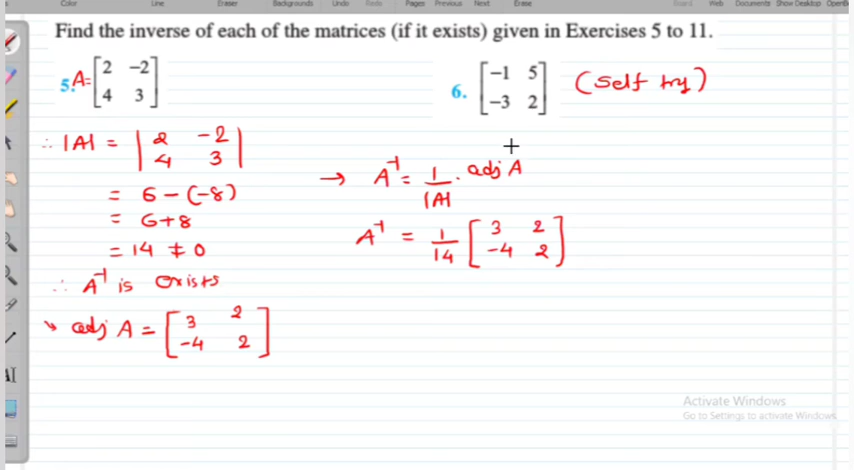 Color Line Eraser Backgrounds Undo Redo Pages Previous Next Erase Board Web Documents Show Desktop
Find the inverse of each of the matrices (if it exists) given in Exercises 5 to 11.
5. A= [2 -2
4 3]
6. [-1 5
-3 2] (Self try)
∴ |A| = |2 -2
4 3|
= 6 - (-8)
= 6+8
= 14 ≠ 0
∴ A⁻¹ is exists
↘ adj A = [3 2
-4 2]
→ A⁻¹ = 1/|A| . adj A
A⁻¹ = 1/14 [3 2
-4 2]
AI
Activate Windows
Go to Settings to activate Windows.